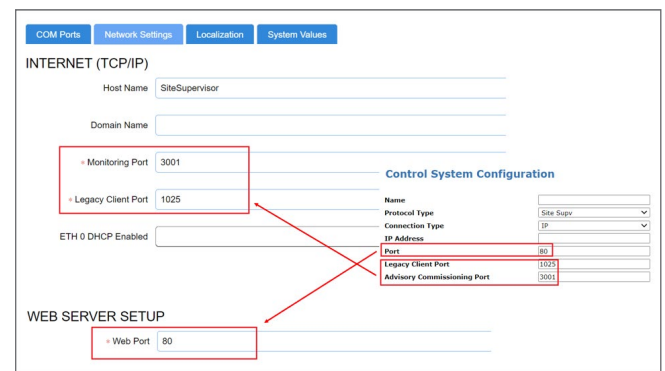 COM Ports Network Settings Localization System Values
INTERNET (TCP/IP)
Host Name SiteSupervisor
Domain Name
* Monitoring Port 3001
* Legacy Client Port 1025
ETH 0 DHCP Enabled
Control System Configuration
Name
Protocol Type Site Supv
Connection Type IP
IP Address
Port 80
Legacy Client Port 1025
Advisory Commissioning Port 3001
WEB SERVER SETUP
* Web Port 80